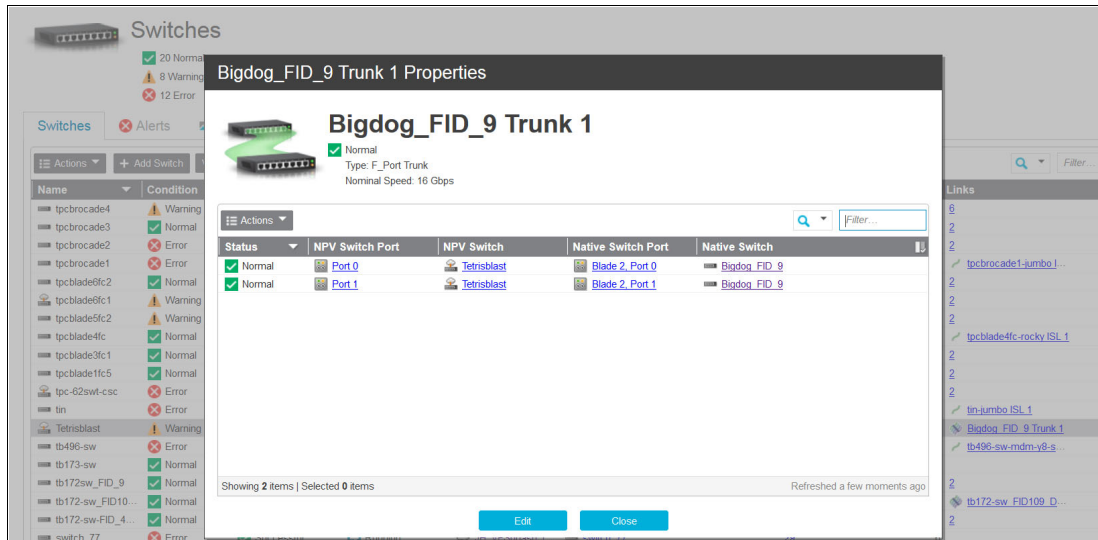 Switches
20 Normal
8 Warning
12 Error
Switches Alerts
Actions + Add Switch Filter...
Name Condition Links
tpcbrocade4 Warning 6
tpcbrocade3 Normal 2
tpcbrocade2 Error 2
tpcbrocade1 Error tpcbrocade1-jumbo I...
tpcblade6fc2 Normal 2
tpcblade6fc1 Warning 2
tpcblade5fc2 Warning 2
tpcblade4fc Normal tpcblade4fc-rocky ISL 1
tpcblade3fc1 Normal 2
tpcblade1fc5 Normal 2
tpc-62swt-csc Error 2
tin Error tin-jumbo ISL 1
Tetrisblast Warning Bigdog_FID_9 Trunk 1
tb496-sw Error tb496-sw-mdm-y8-s...
tb173-sw Normal
tb172sw_FID_9 Normal 2
tb172-sw_FID10... Normal tb172-sw_FID109_D...
tb172-sw-FID_4... Normal 2
switch_77 Error
Bigdog_FID_9 Trunk 1 Properties
Bigdog_FID_9 Trunk 1
Normal
Type: F_Port Trunk
Nominal Speed: 16 Gbps
Actions Filter...
Status NPV Switch Port NPV Switch Native Switch Port Native Switch
Normal Port 0 Tetrisblast Blade 2, Port 0 Bigdog_FID_9
Normal Port 1 Tetrisblast Blade 2, Port 1 Bigdog_FID_9
Showing 2 items | Selected 0 items Refreshed a few moments ago
Edit Close